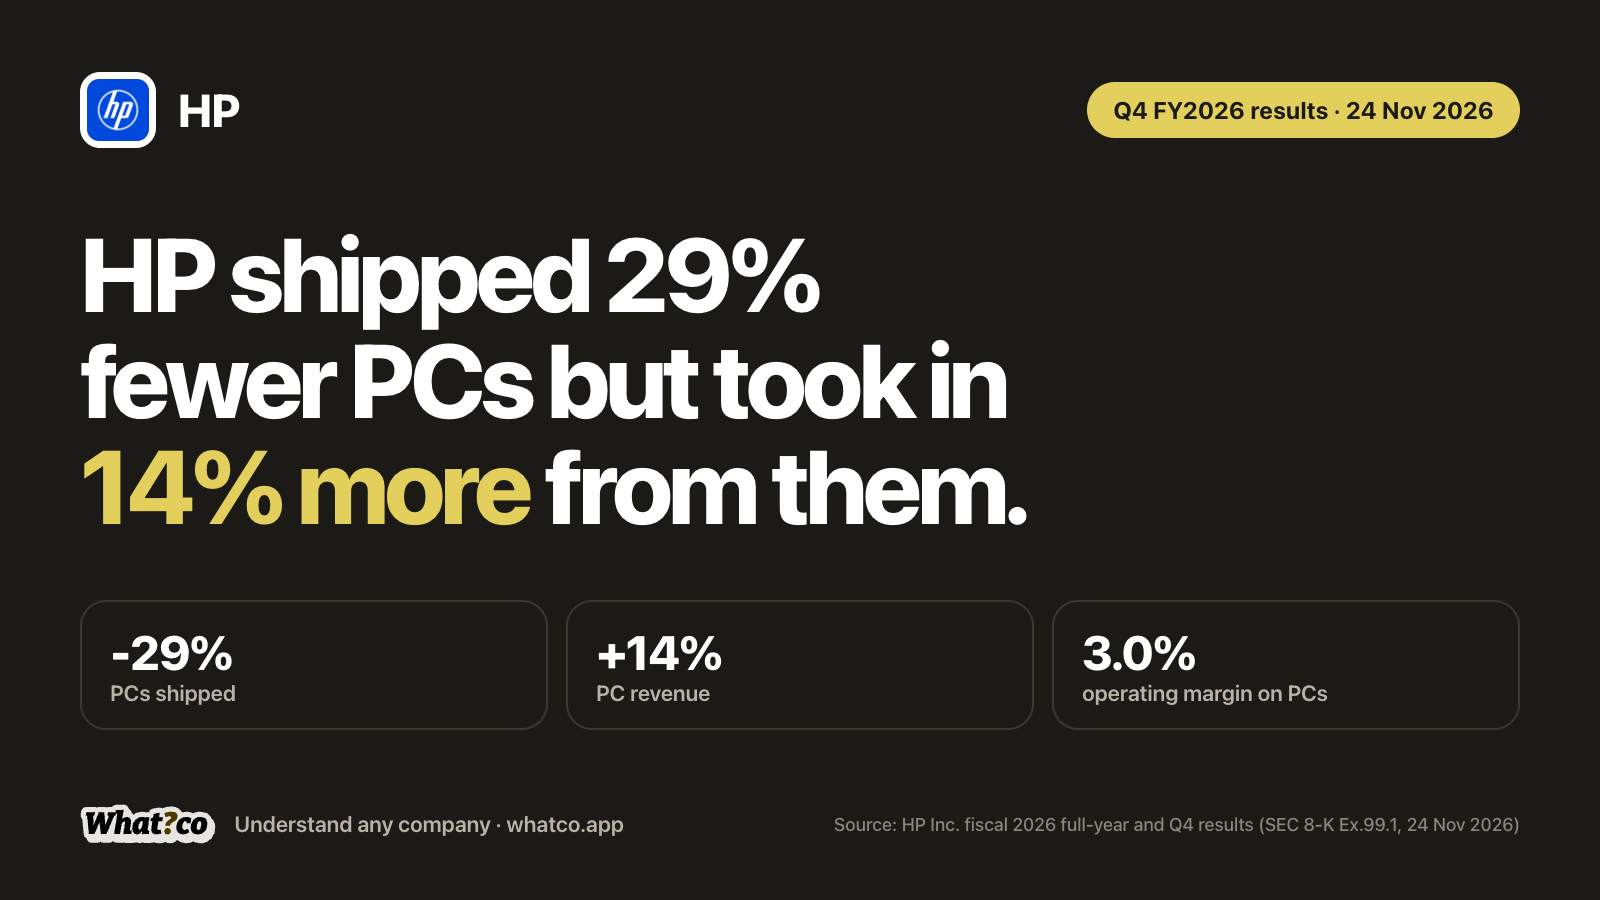 hp
HP
Q4 FY2026 results · 24 Nov 2026
HP shipped 29%
fewer PCs but took in
14% more from them.
-29%
PCs shipped
+14%
PC revenue
3.0%
operating margin on PCs
What?co
Understand any company · whatco.app
Source: HP Inc. fiscal 2026 full-year and Q4 results (SEC 8-K Ex.99.1, 24 Nov 2026)